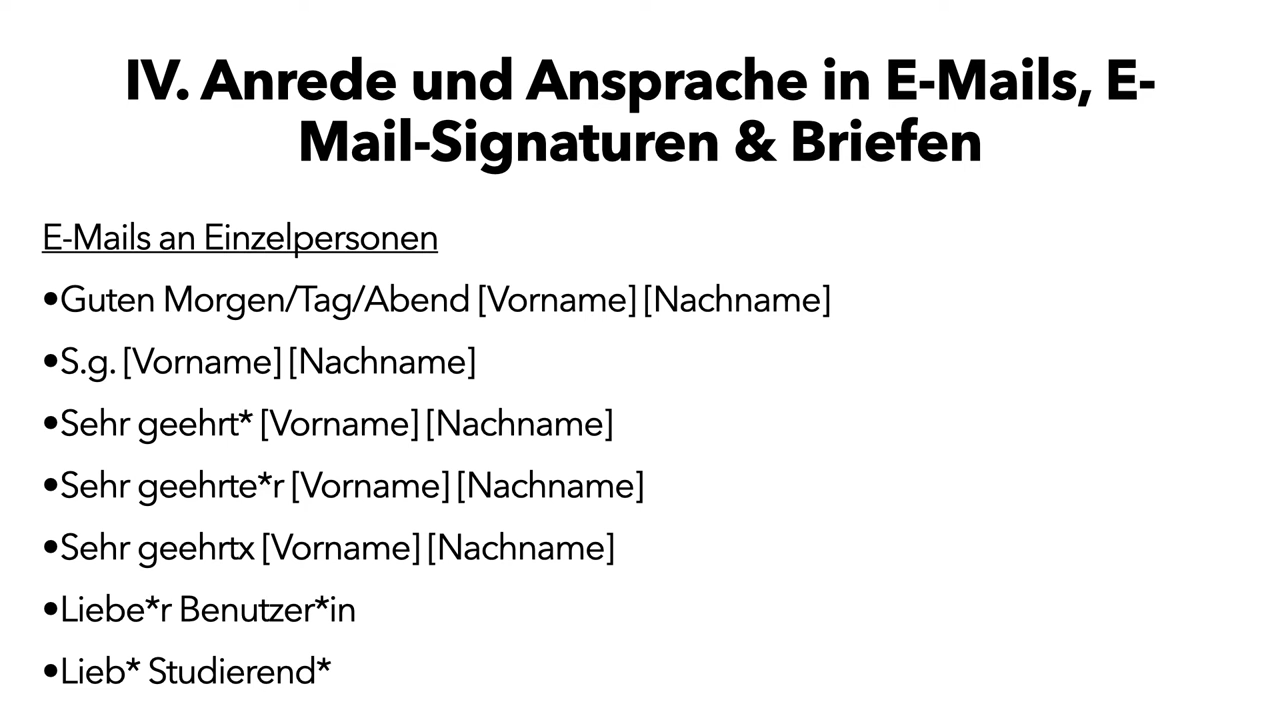 IV. Anrede und Ansprache in E-Mails, E-
Mail-Signaturen & Briefen
E-Mails an Einzelpersonen
•Guten Morgen/Tag/Abend [Vorname] [Nachname]
•S.g. [Vorname] [Nachname]
•Sehr geehrt* [Vorname] [Nachname]
•Sehr geehrte*r [Vorname] [Nachname]
•Sehr geehrtx [Vorname] [Nachname]
•Liebe*r Benutzer*in
•Lieb* Studierend*